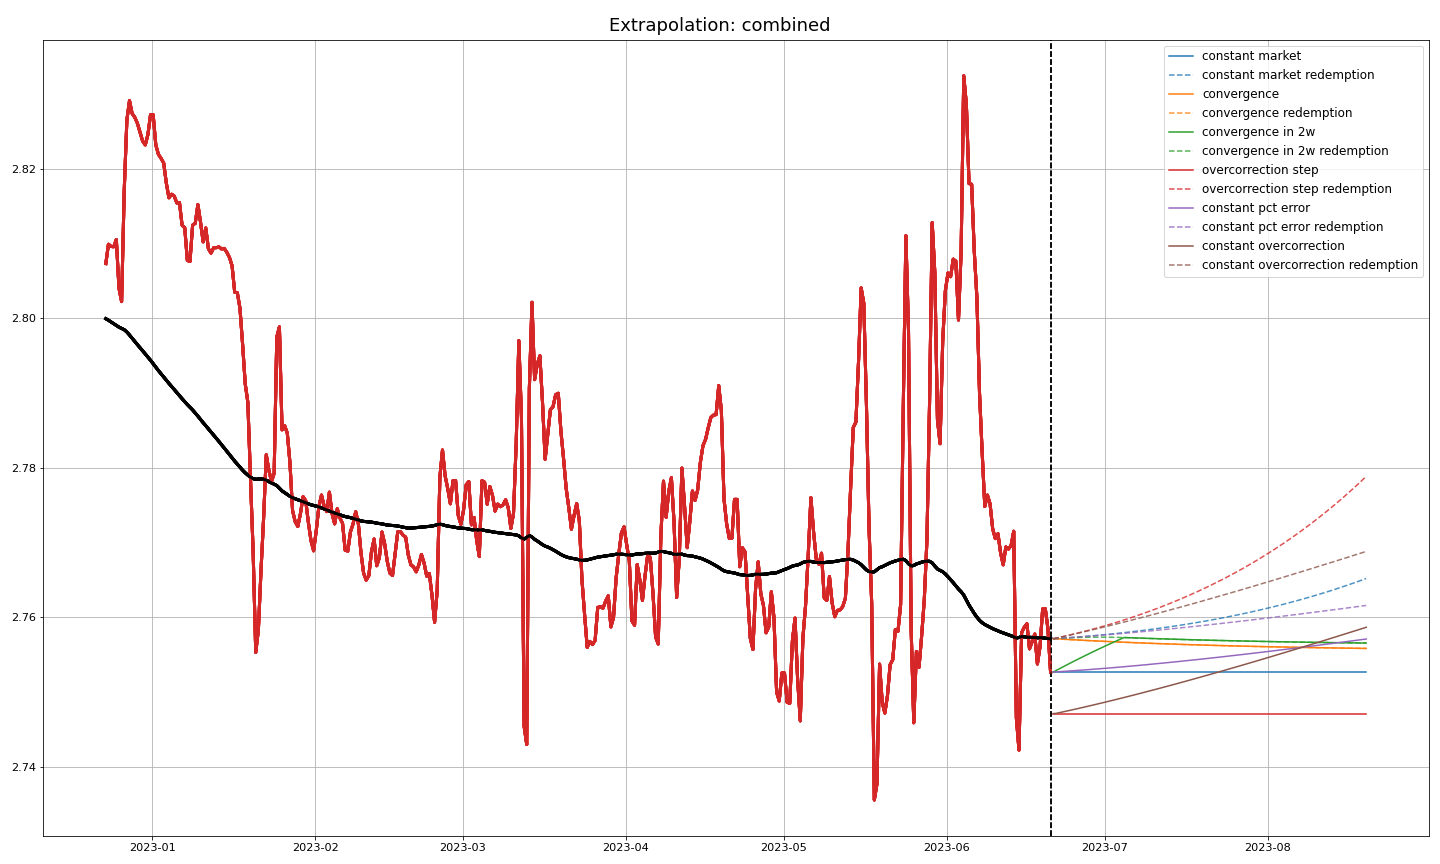 Extrapolation: combined
constant market
constant market redemption
convergence
convergence redemption
convergence in 2w
convergence in 2w redemption
overcorrection step
overcorrection step redemption
constant pct error
constant pct error redemption
constant overcorrection
constant overcorrection redemption
2.82
2.80
2.78
2.76
2.74
2023-01 2023-02 2023-03 2023-04 2023-05 2023-06 2023-07 2023-08